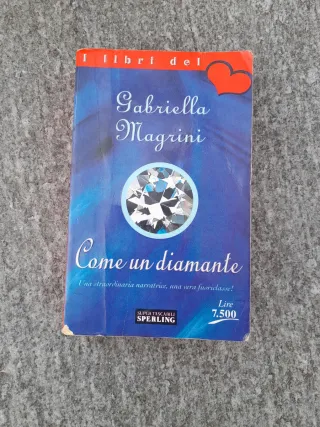 I libri del
Gabriella
Magrini
Come un diamante
Una straordinaria narratrice, una vera fuoriclasse!
Lire
7.500
SUPER TASCABILI
SPERLING